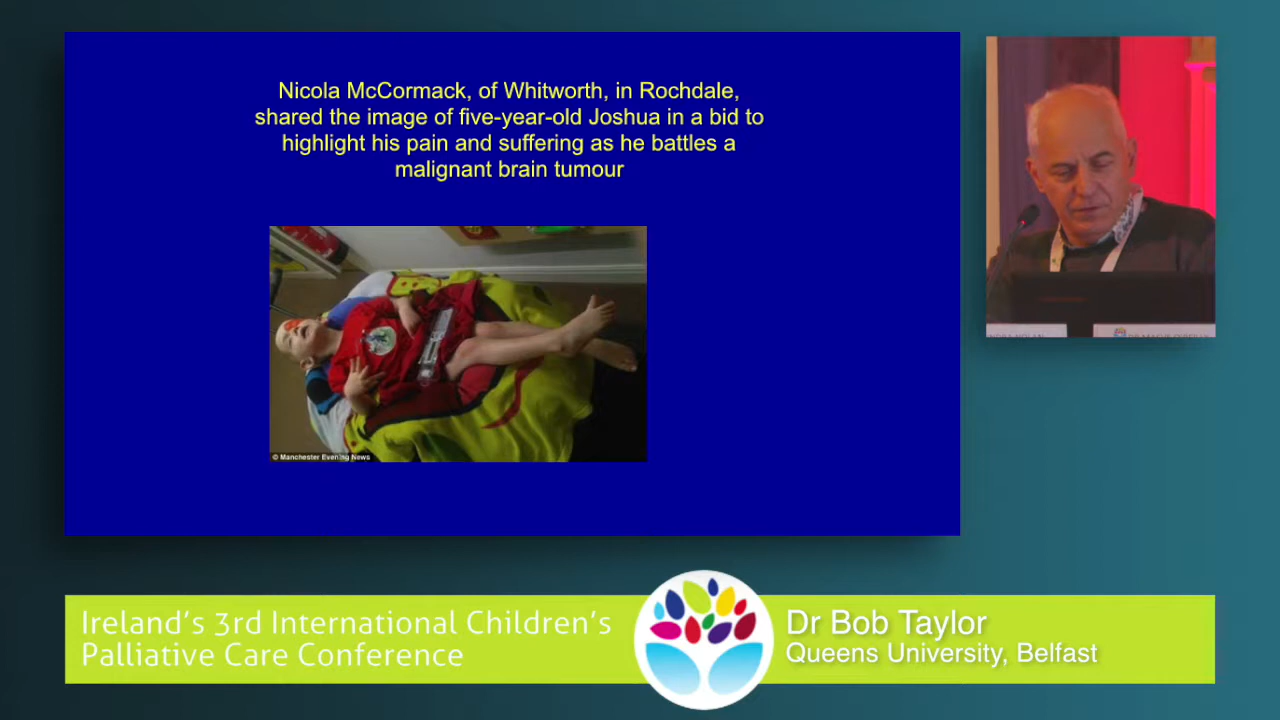 Nicola McCormack, of Whitworth, in Rochdale,
shared the image of five-year-old Joshua in a bid to
highlight his pain and suffering as he battles a
malignant brain tumour
© Manchester Evening News
Ireland's 3rd International Children's
Palliative Care Conference
Dr Bob Taylor
Queens University, Belfast